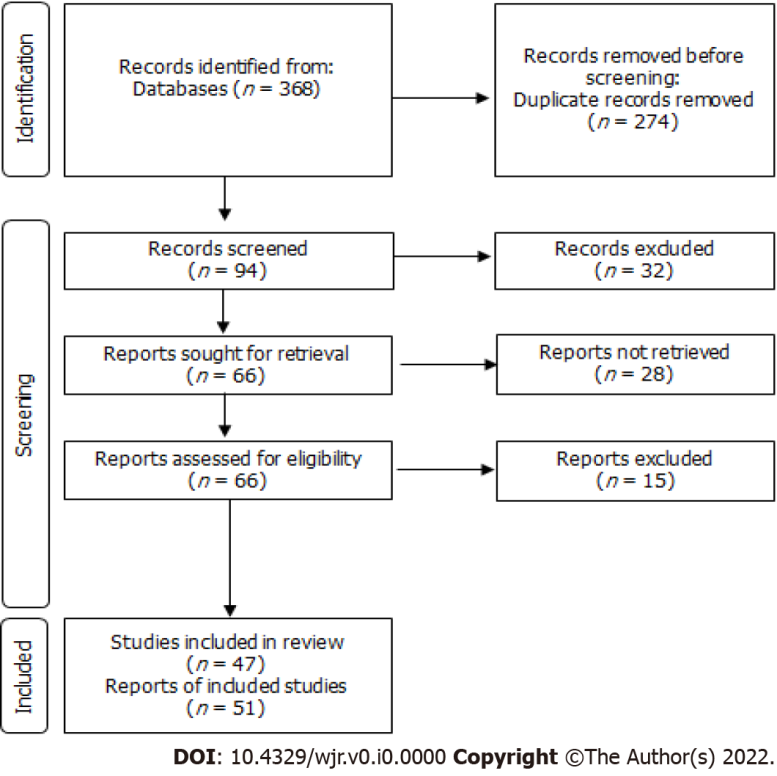 Identification
Records identified from:
Databases (n = 368)
Records removed before
screening:
Duplicate records removed
(n = 274)
Screening
Records screened
(n = 94)
Records excluded
(n = 32)
Reports sought for retrieval
(n = 66)
Reports not retrieved
(n = 28)
Reports assessed for eligibility
(n = 66)
Reports excluded
(n = 15)
Included
Studies included in review
(n = 47)
Reports of included studies
(n = 51)
DOI: 10.4329/wjr.v0.i0.0000 Copyright ©The Author(s) 2022.